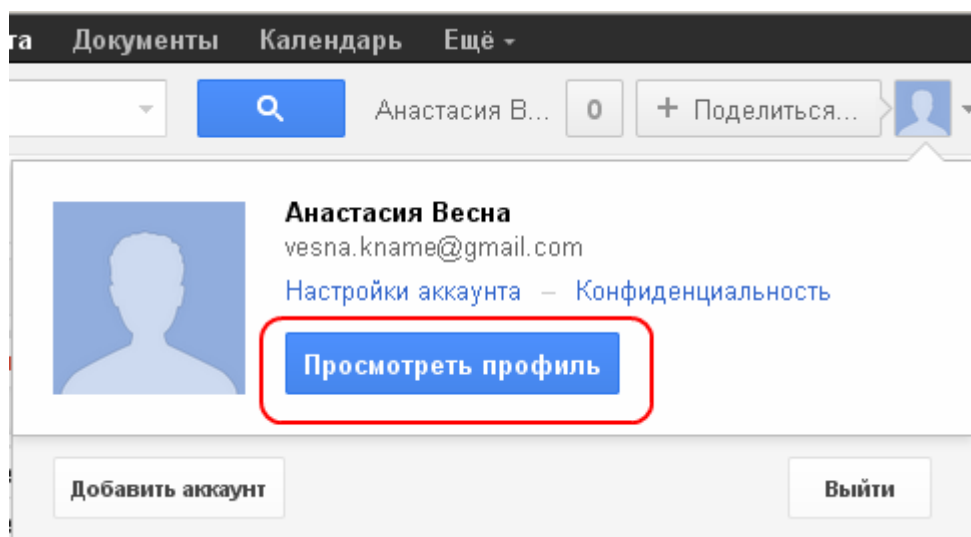 та Документы Календарь Ещё
Анастасия В... 0 + Поделиться...
Анастасия Весна
vesna.kname@gmail.com
Настройки аккаунта – Конфиденциальность
Просмотреть профиль
Добавить аккаунт Выйти